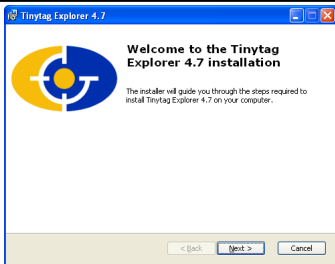 Tinytag Explorer 4.7
Welcome to the Tinytag
Explorer 4.7 installation
The installer will guide you through the steps required to
install Tinytag Explorer 4.7 on your computer.
< Back Next > Cancel